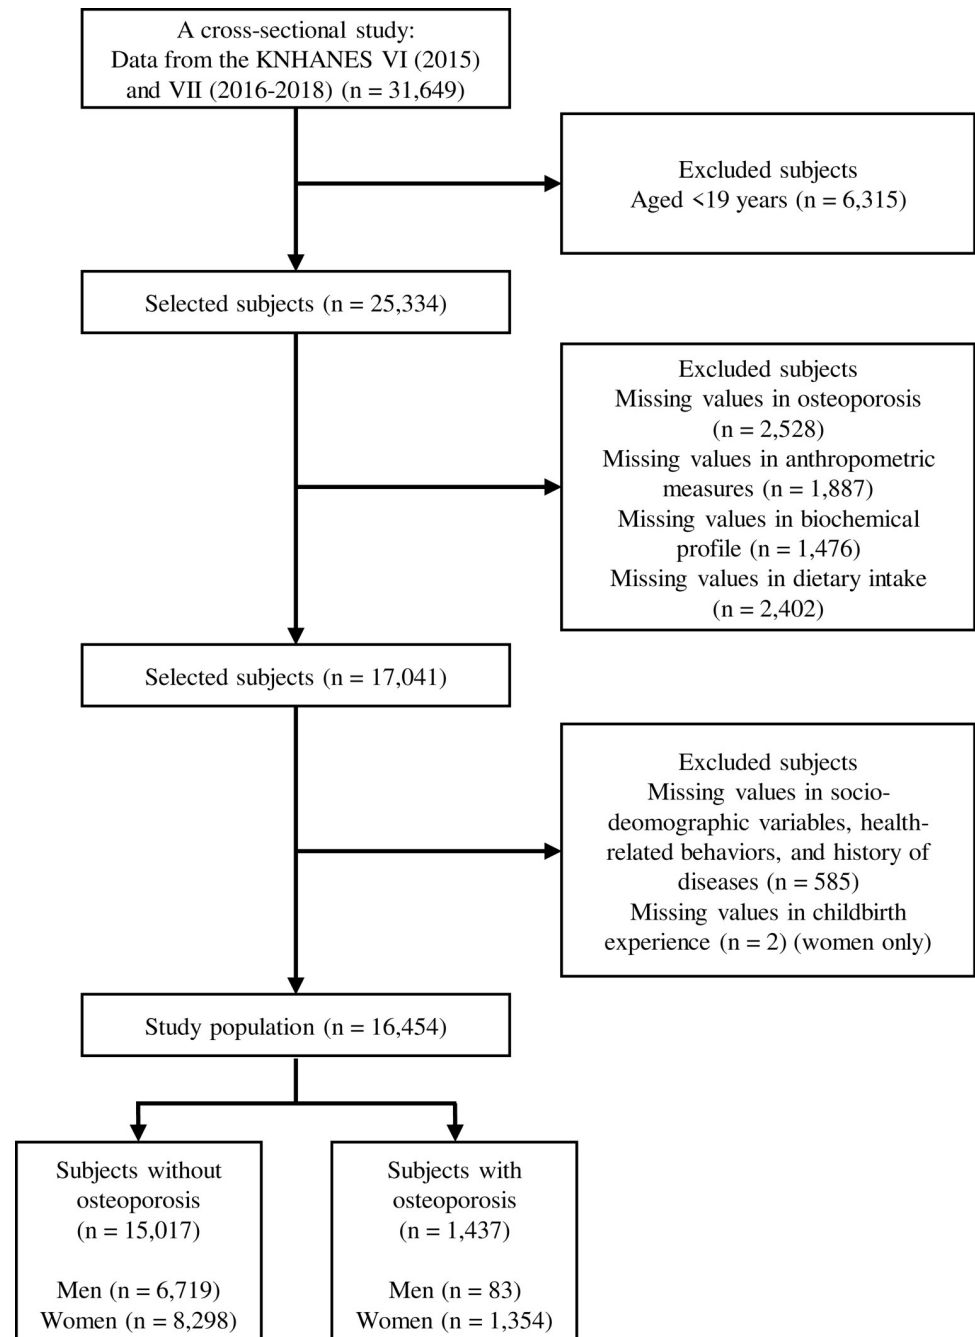 A cross-sectional study:
Data from the KNHANES VI (2015)
and VII (2016-2018) (n = 31,649)
Excluded subjects
Aged <19 years (n = 6,315)
Selected subjects (n = 25,334)
Excluded subjects
Missing values in osteoporosis
(n = 2,528)
Missing values in anthropometric
measures (n = 1,887)
Missing values in biochemical
profile (n = 1,476)
Missing values in dietary intake
(n = 2,402)
Selected subjects (n = 17,041)
Excluded subjects
Missing values in socio-
deomographic variables, health-
related behaviors, and history of
diseases (n = 585)
Missing values in childbirth
experience (n = 2) (women only)
Study population (n = 16,454)
Subjects without
osteoporosis
(n = 15,017)
Men (n = 6,719)
Women (n = 8,298)
Subjects with
osteoporosis
(n = 1,437)
Men (n = 83)
Women (n = 1,354)